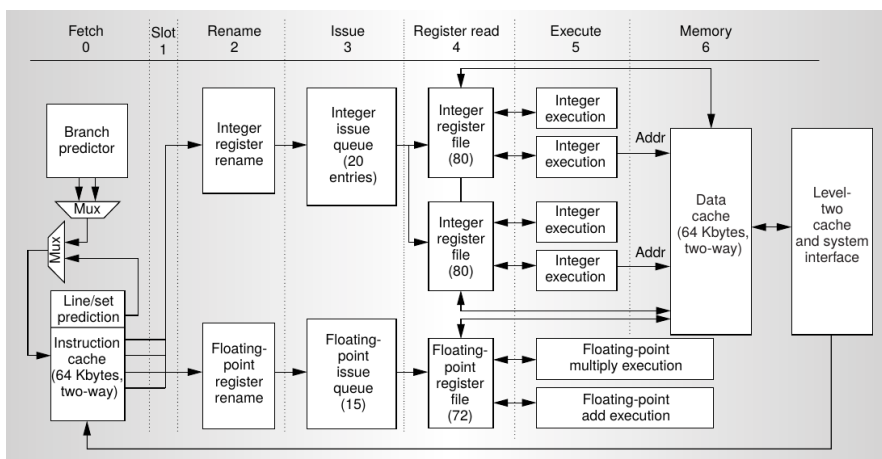 Fetch
0
Slot
1
Rename
2
Issue
3
Register read
4
Execute
5
Memory
6
Branch
predictor
Mux
Mux
Line/set
prediction
Instruction
cache
(64 Kbytes,
two-way)
Integer
register
rename
Integer
issue
queue
(20
entries)
Integer
register
file
(80)
Integer
execution
Integer
execution
Addr
Integer
register
file
(80)
Integer
execution
Integer
execution
Addr
Floating-
point
register
rename
Floating-
point
issue
queue
(15)
Floating-
point
register
file
(72)
Floating-point
multiply execution
Floating-point
add execution
Data
cache
(64 Kbytes,
two-way)
Level-
two
cache
and system
interface